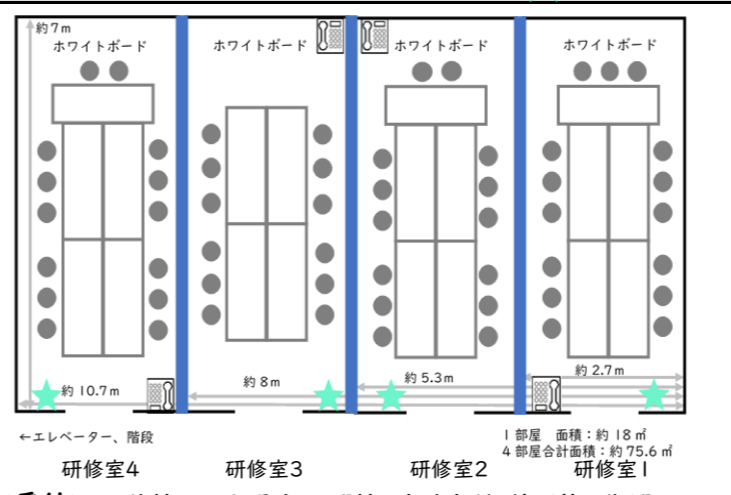 約7m
ホワイトボード
ホワイトボード
ホワイトボード
ホワイトボード
約10.7m
約8m
約5.3m
約2.7m
←エレベーター、階段
1部屋　面積：約18㎡
4部屋合計面積：約75.6㎡
研修室4
研修室3
研修室2
研修室1